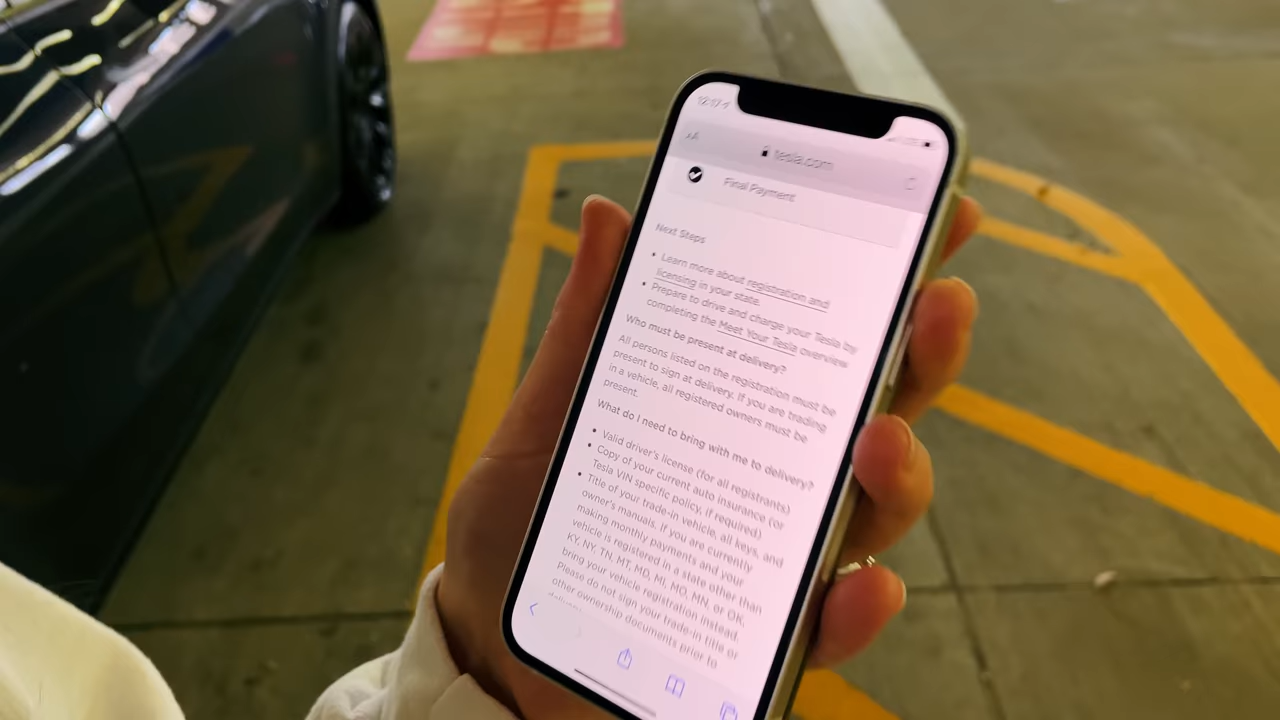 12:17
AA
tesla.com
Final Payment
Next Steps
• Learn more about registration and
licensing in your state.
• Prepare to drive and charge your Tesla by
completing the Meet Your Tesla overview
Who must be present at delivery?
All persons listed on the registration must be
present to sign at delivery. If you are trading
in a vehicle, all registered owners must be
present.
What do I need to bring with me to delivery?
• Valid driver's license (for all registrants)
• Copy of your current auto insurance (or
Tesla VIN specific policy, if required)
• Title of your trade-in vehicle, all keys, and
owner's manuals. If you are currently
making monthly payments and your
vehicle is registered in a state other than
KY, NY, TN, MT, MD, MI, MO, MN, or OK,
bring your vehicle registration instead.
Please do not sign your trade-in title or
other ownership documents prior to